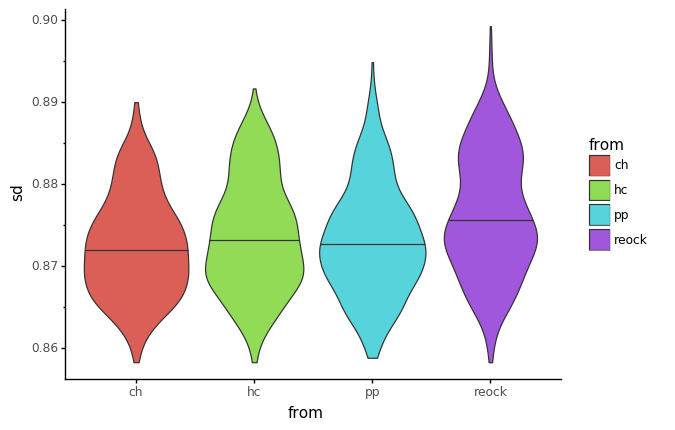 0.90
0.89
0.88
0.87
0.86
sd
ch hc pp reock
from
from
ch
hc
pp
reock